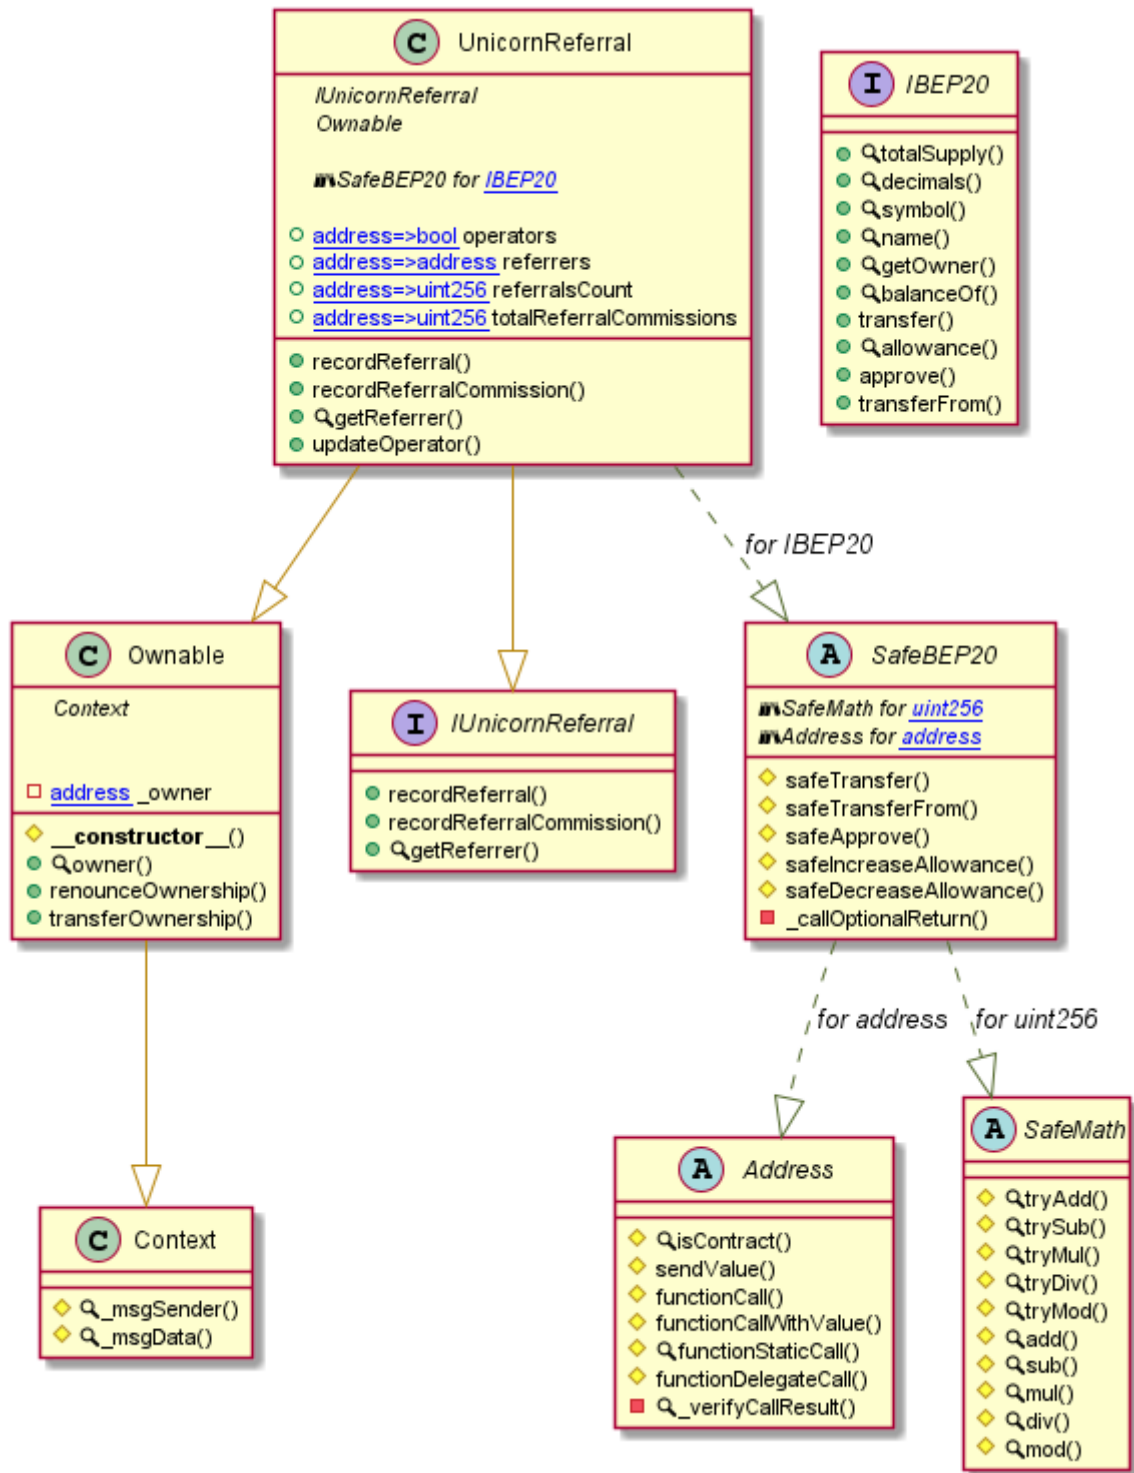 C UnicornReferral
IUnicornReferral
Ownable
SafeBEP20 for IBEP20
address=>bool operators
address=>address referrers
address=>uint256 referralsCount
address=>uint256 totalReferralCommissions
recordReferral()
recordReferralCommission()
getReferrer()
updateOperator()
I IBEP20
totalSupply()
decimals()
symbol()
name()
getOwner()
balanceOf()
transfer()
allowance()
approve()
transferFrom()
for IBEP20
C Ownable
Context
address _owner
__constructor__()
owner()
renounceOwnership()
transferOwnership()
I IUnicornReferral
recordReferral()
recordReferralCommission()
getReferrer()
A SafeBEP20
SafeMath for uint256
Address for address
safeTransfer()
safeTransferFrom()
safeApprove()
safeIncreaseAllowance()
safeDecreaseAllowance()
_callOptionalReturn()
for address
for uint256
C Context
_msgSender()
_msgData()
A Address
isContract()
sendValue()
functionCall()
functionCallWithValue()
functionStaticCall()
functionDelegateCall()
_verifyCallResult()
A SafeMath
tryAdd()
trySub()
tryMul()
tryDiv()
tryMod()
add()
sub()
mul()
div()
mod()